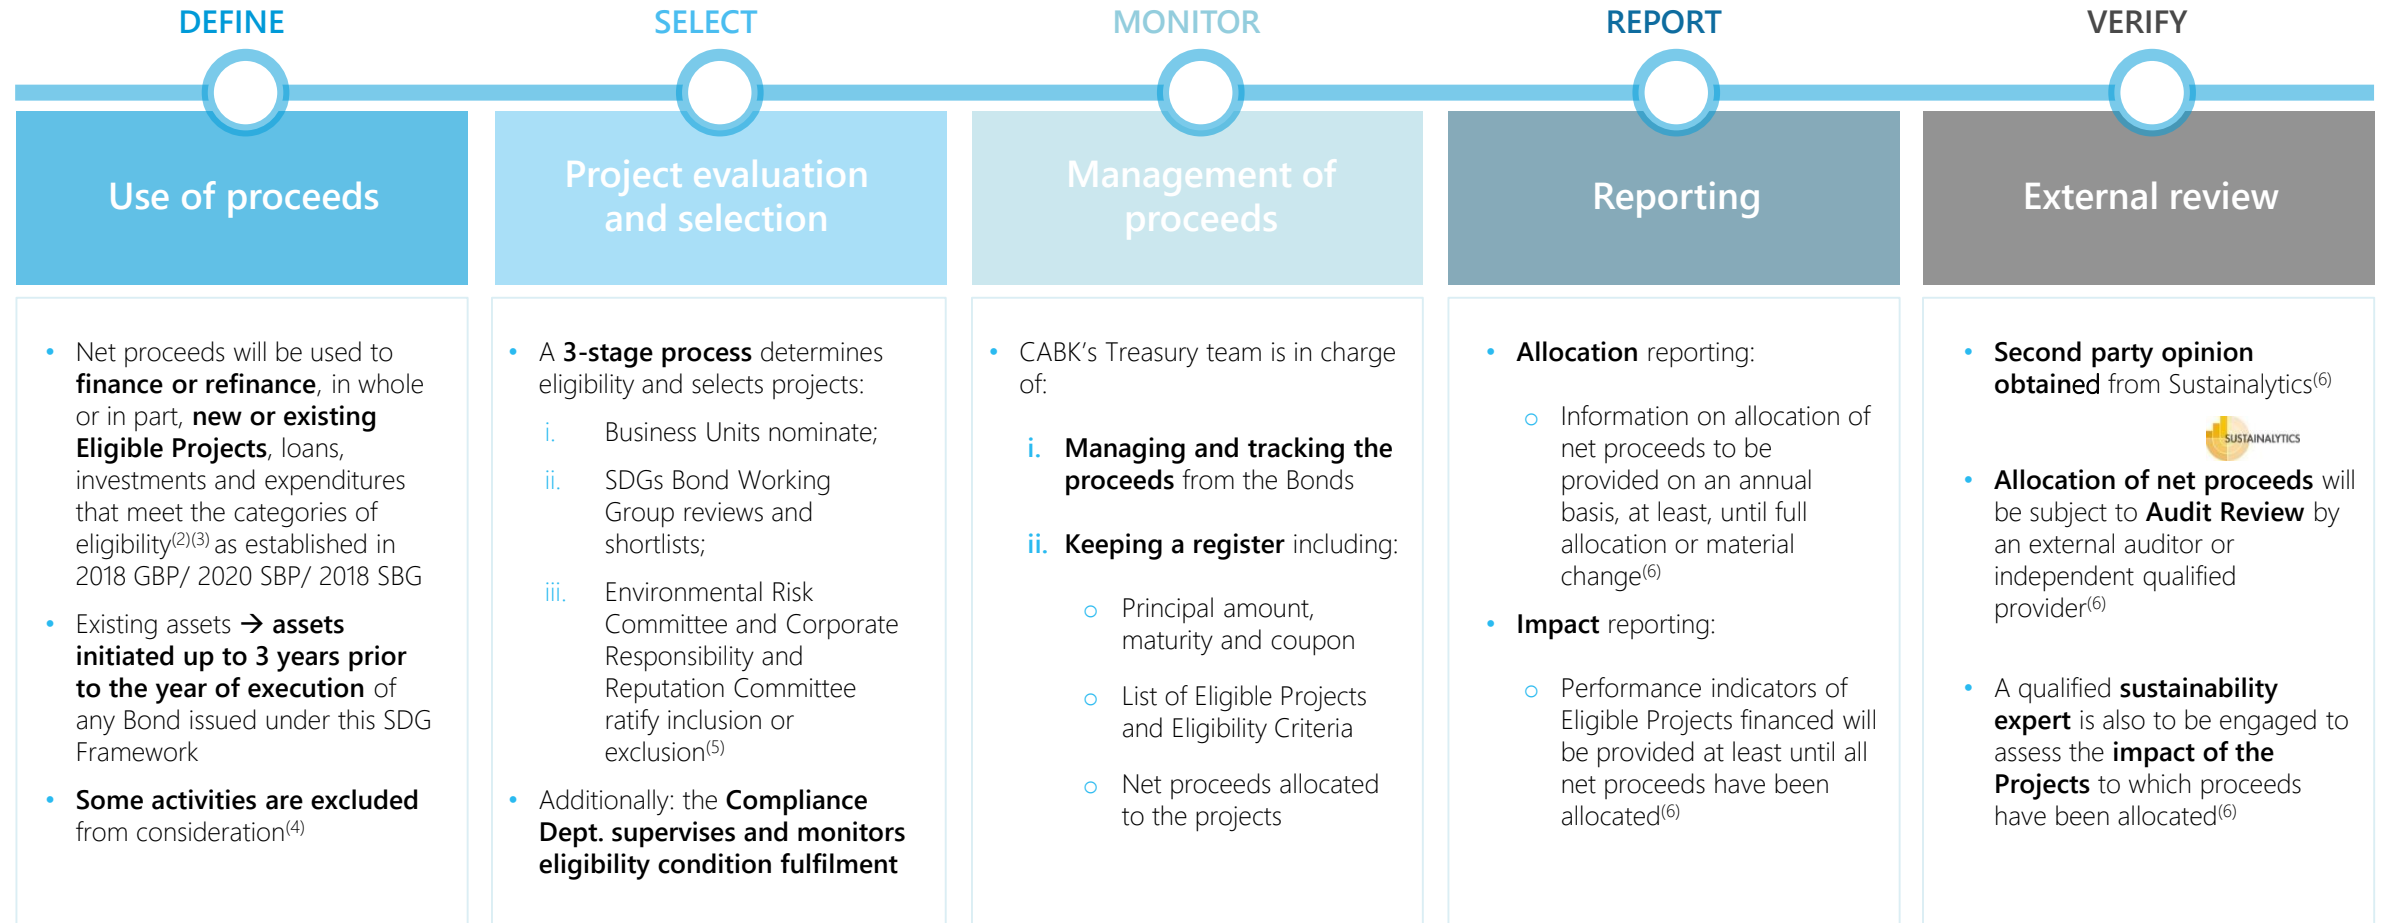 DEFINE
SELECT
MONITOR
REPORT
VERIFY
Use of proceeds
Project evaluation
and selection
Management of
proceeds
Reporting
External review
• Net proceeds will be used to
finance or refinance, in whole
or in part, new or existing
Eligible Projects, loans,
investments and expenditures
that meet the categories of
eligibility(2)(3) as established in
2018 GBP/ 2020 SBP/ 2018 SBG
• Existing assets → assets
initiated up to 3 years prior
to the year of execution of
any Bond issued under this SDG
Framework
• Some activities are excluded
from consideration(4)
• A 3-stage process determines
eligibility and selects projects:
i. Business Units nominate;
ii. SDGs Bond Working
Group reviews and
shortlists;
iii. Environmental Risk
Committee and Corporate
Responsibility and
Reputation Committee
ratify inclusion or
exclusion(5)
• Additionally: the Compliance
Dept. supervises and monitors
eligibility condition fulfilment
• CABK's Treasury team is in charge
of:
i. Managing and tracking the
proceeds from the Bonds
ii. Keeping a register including:
○ Principal amount,
maturity and coupon
○ List of Eligible Projects
and Eligibility Criteria
○ Net proceeds allocated
to the projects
• Allocation reporting:
○ Information on allocation of
net proceeds to be
provided on an annual
basis, at least, until full
allocation or material
change(6)
• Impact reporting:
○ Performance indicators of
Eligible Projects financed will
be provided at least until all
net proceeds have been
allocated(6)
• Second party opinion
obtained from Sustainalytics(6)
SUSTAINALYTICS
• Allocation of net proceeds will
be subject to Audit Review by
an external auditor or
independent qualified
provider(6)
• A qualified sustainability
expert is also to be engaged to
assess the impact of the
Projects to which proceeds
have been allocated(6)